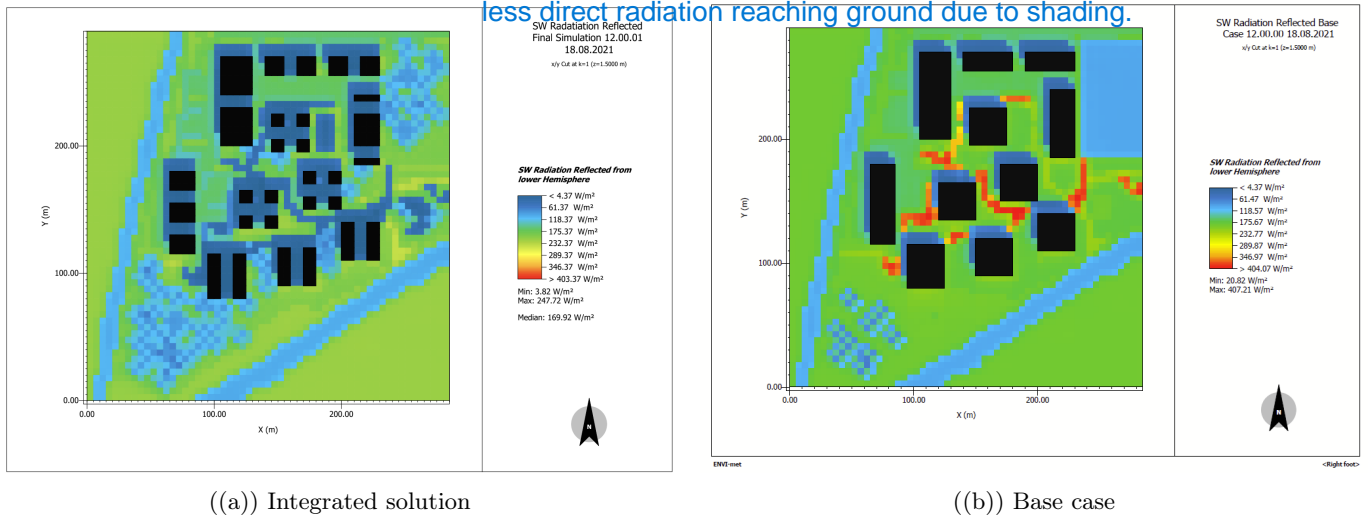 less direct radiation reaching ground due to shading.
SW Radiation Reflected
Final Simulation 12.00.01
18.08.2021
x/y Cut at k=1 (z=1.5000 m)
SW Radiation Reflected from
lower Hemisphere
< 4.37 W/m²
61.37 W/m²
118.37 W/m²
175.37 W/m²
232.37 W/m²
289.37 W/m²
346.37 W/m²
> 403.37 W/m²
Min: 3.82 W/m²
Max: 247.72 W/m²
Median: 169.92 W/m²
Y (m)
200.00
100.00
0.00
0.00 100.00 200.00
X (m)
N
((a)) Integrated solution
SW Radiation Reflected Base
Case 12.00.00 18.08.2021
x/y Cut at k=1 (z=1.5000 m)
SW Radiation Reflected from
lower Hemisphere
< 4.37 W/m²
61.47 W/m²
118.57 W/m²
175.67 W/m²
232.77 W/m²
289.87 W/m²
346.97 W/m²
> 404.07 W/m²
Min: 20.82 W/m²
Max: 407.21 W/m²
Y (m)
200.00
100.00
0.00
0.00 100.00 200.00
X (m)
N
ENVI-met <Right foot>
((b)) Base case